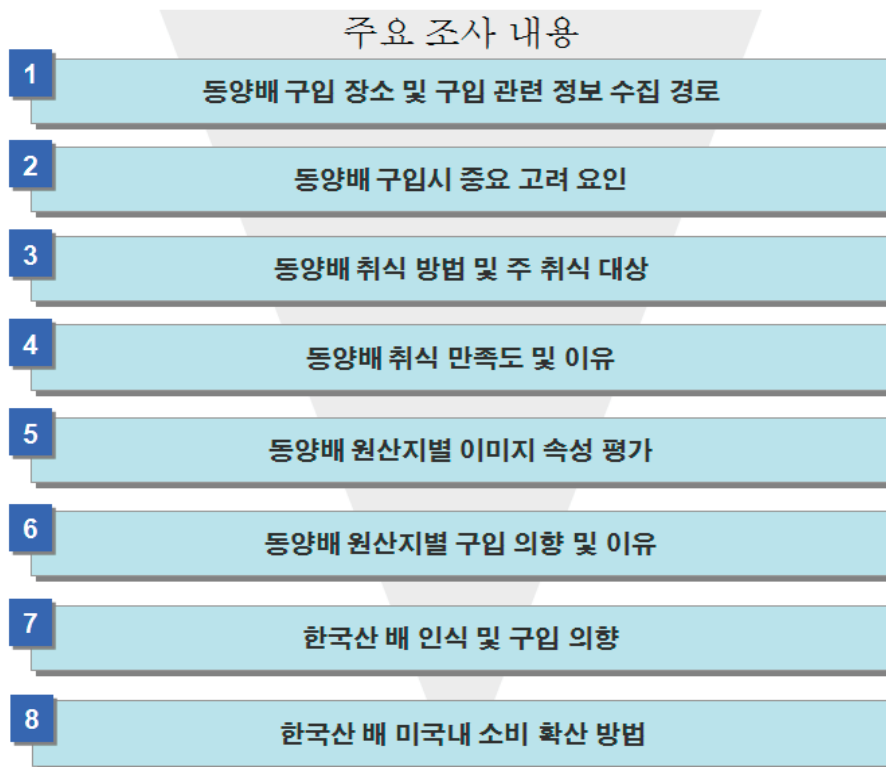 주요 조사 내용
1
동양배 구입 장소 및 구입 관련 정보 수집 경로
2
동양배 구입시 중요 고려 요인
3
동양배 취식 방법 및 주 취식 대상
4
동양배 취식 만족도 및 이유
5
동양배 원산지별 이미지 속성 평가
6
동양배 원산지별 구입 의향 및 이유
7
한국산 배 인식 및 구입 의향
8
한국산 배 미국내 소비 확산 방법